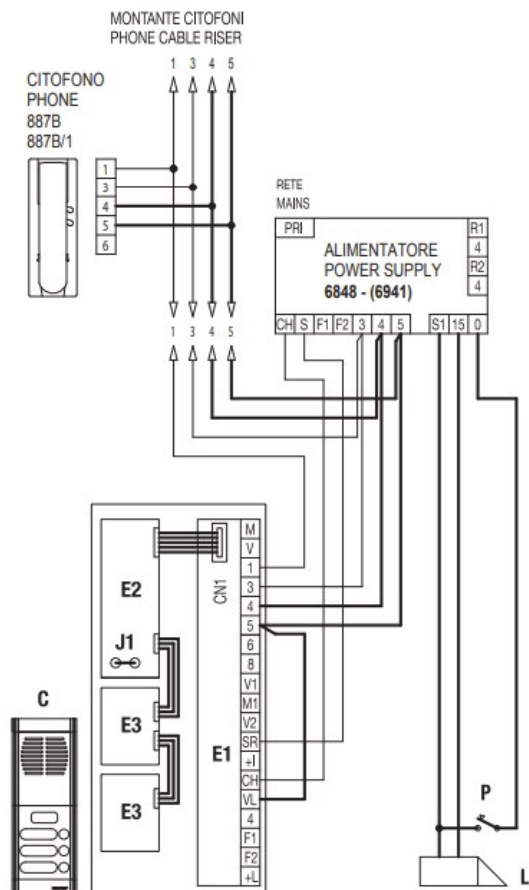 MONTANTE CITOFONI
PHONE CABLE RISER
1 3 4 5
CITOFONO
PHONE
887B
887B/1
1
3
4
5
6
RETE
MAINS
PRI
ALIMENTATORE
POWER SUPPLY
6848 - (6941)
R1
4
R2
4
CH S F1 F2 3 4 5 S1 15 0
1 3 4 5
E2
J1
E3
E3
CN1
E1
M
V
1
3
4
5
6
8
V1
M1
V2
SR
+I
CH
VL
4
F1
F2
+L
C
P
L